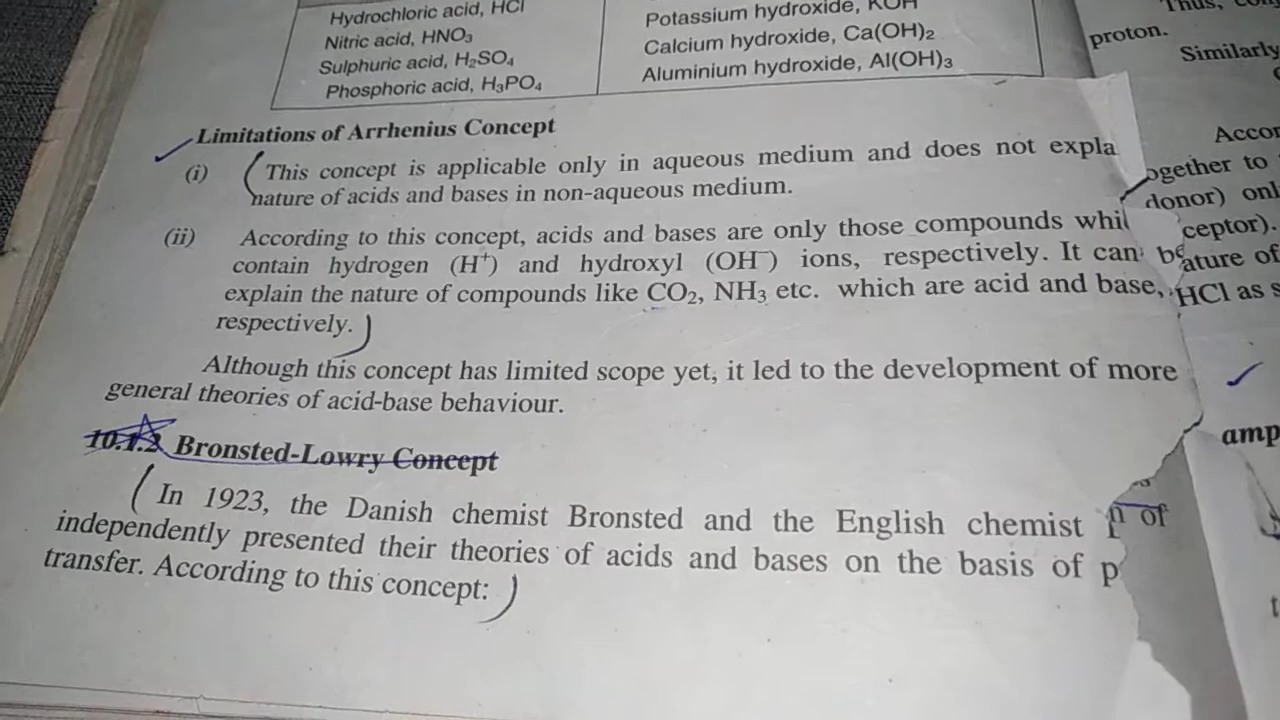 Hydrochloric acid, HCl
Nitric acid, HNO₃
Sulphuric acid, H₂SO₄
Phosphoric acid, H₃PO₄
Potassium hydroxide, KOH
Calcium hydroxide, Ca(OH)₂
Aluminium hydroxide, Al(OH)₃
Limitations of Arrhenius Concept
(i) This concept is applicable only in aqueous medium and does not expla
nature of acids and bases in non-aqueous medium.
(ii) According to this concept, acids and bases are only those compounds whi
contain hydrogen (H⁺) and hydroxyl (OH⁻) ions, respectively. It can be
explain the nature of compounds like CO₂, NH₃ etc. which are acid and base,
respectively.
Although this concept has limited scope yet, it led to the development of more
general theories of acid-base behaviour.
10.1.2 Bronsted-Lowry Concept
In 1923, the Danish chemist Bronsted and the English chemist
independently presented their theories of acids and bases on the basis of p
transfer. According to this concept:
Thus,
proton.
Similarly
Accor
ogether to
donor) onl
ceptor).
ature of
HCl as s
amp
of